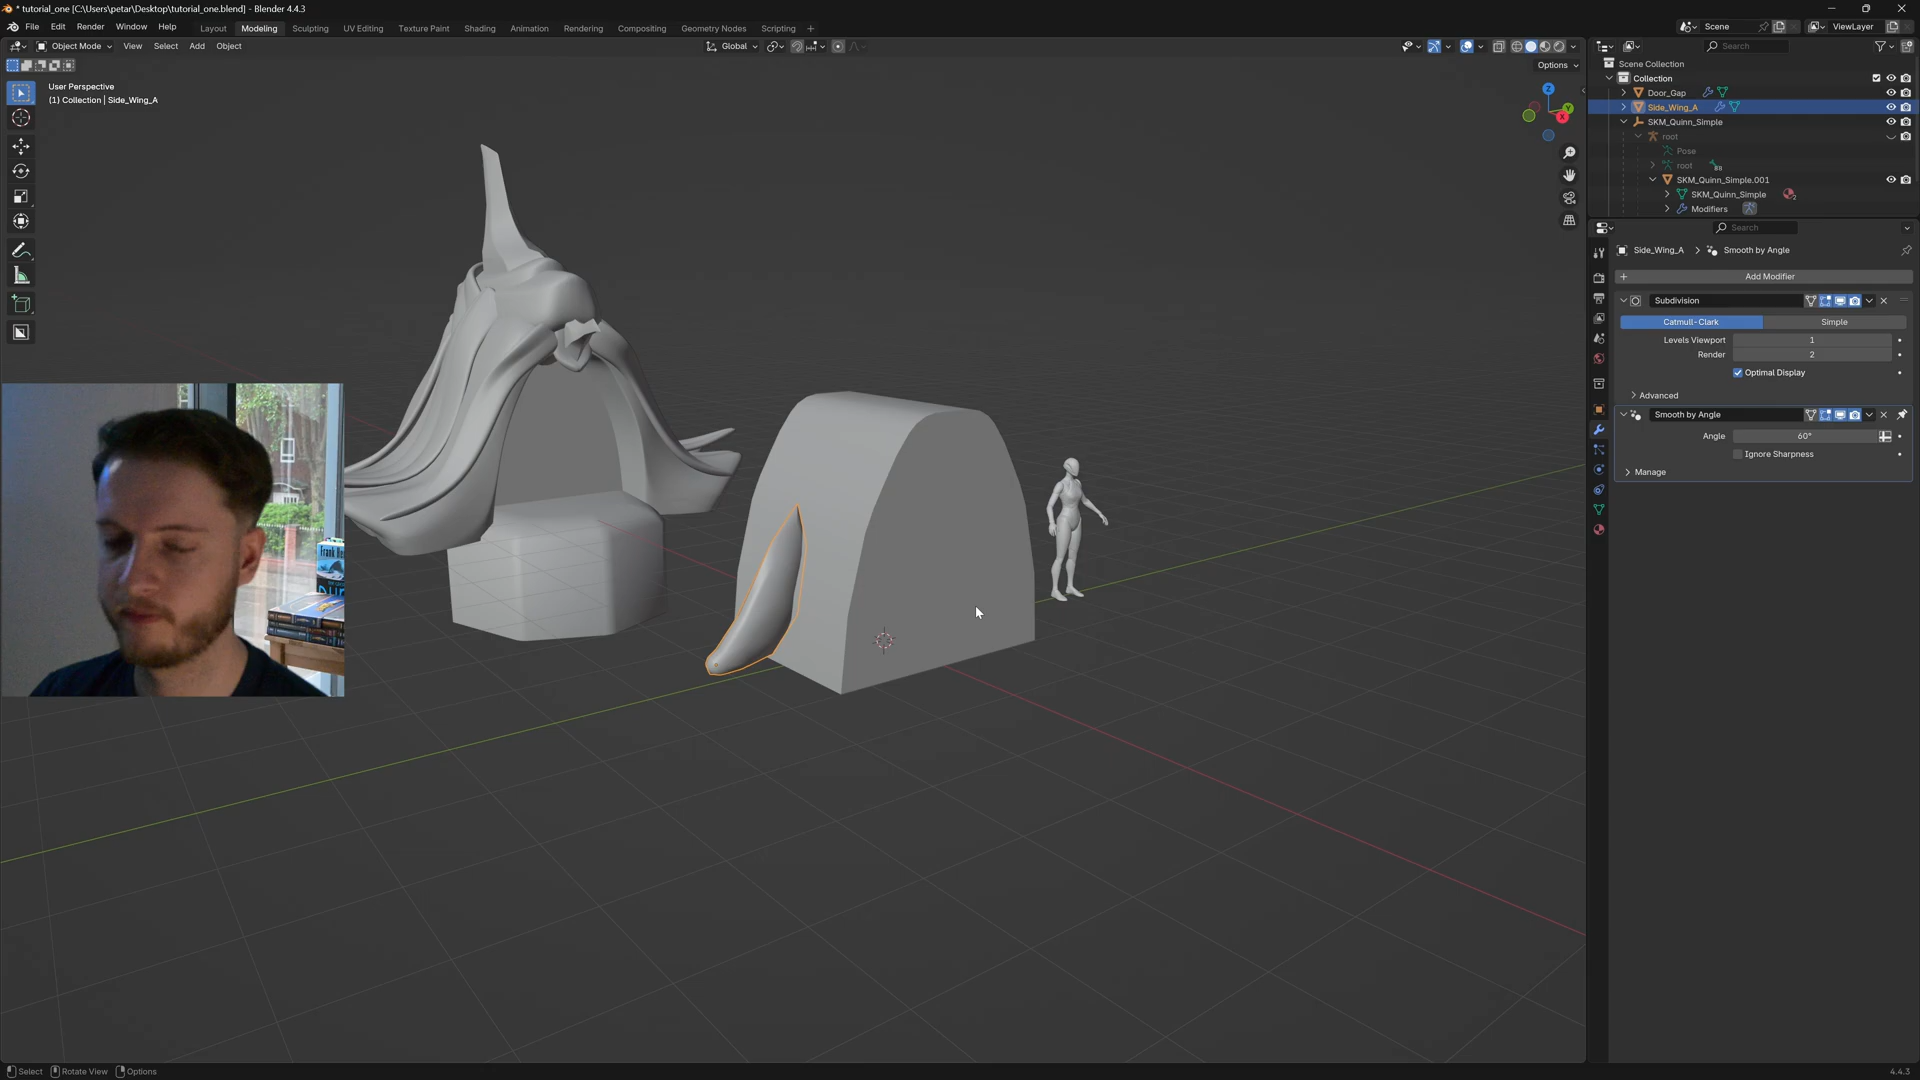 * tutorial_one [C:\Users\petar\Desktop\tutorial_one.blend] - Blender 4.4.3
File Edit Render Window Help
Layout Modeling Sculpting UV Editing Texture Paint Shading Animation Rendering Compositing Geometry Nodes Scripting +
Scene
ViewLayer
Object Mode View Select Add Object
Global
Search
Options
User Perspective
(1) Collection | Side_Wing_A
Z
Y
X
Scene Collection
Collection
Door_Gap
Side_Wing_A
SKM_Quinn_Simple
root
Pose
root
SKM_Quinn_Simple.001
SKM_Quinn_Simple
2
Modifiers
Search
Side_Wing_A > Smooth by Angle
+ Add Modifier
Subdivision
Catmull-Clark Simple
Levels Viewport 1
Render 2
Optimal Display
Advanced
Smooth by Angle
Angle 60°
Ignore Sharpness
Manage
Select Rotate View Options
4.4.3